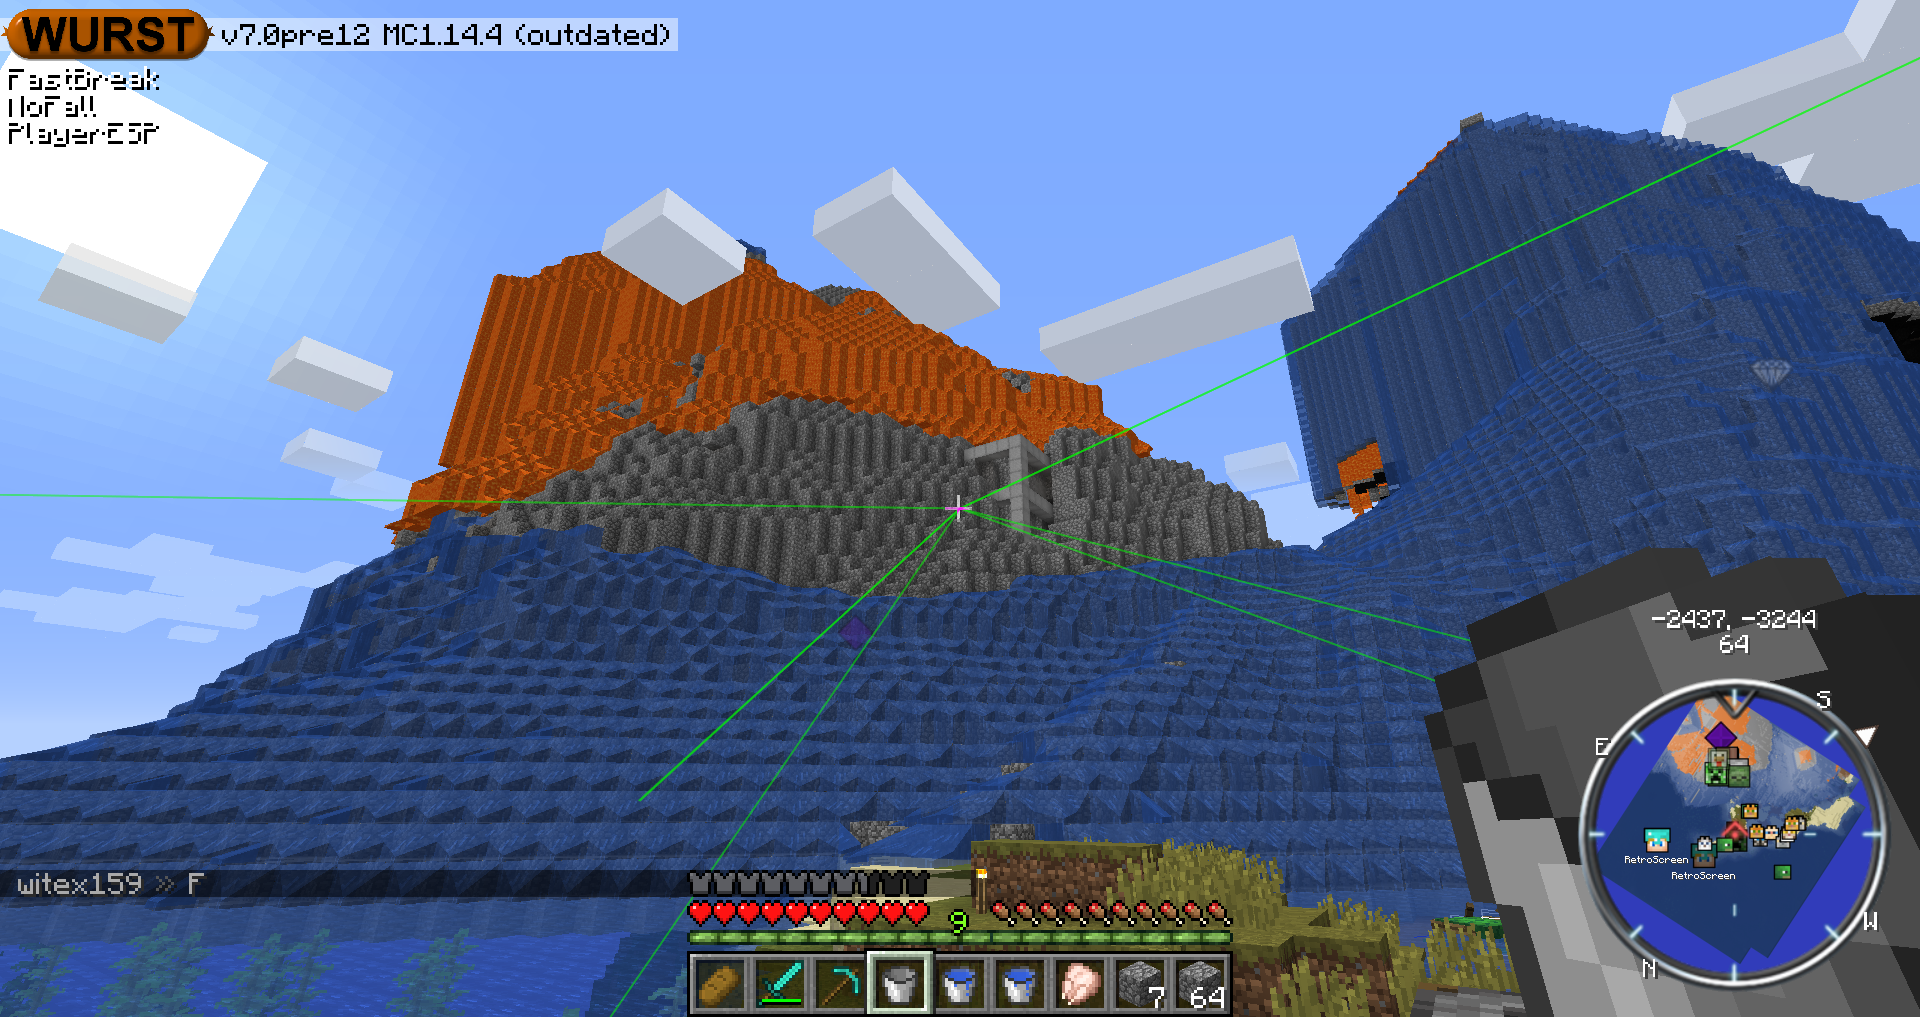 WURST v7.0pre12 MC1.14.4 (outdated)
FastBreak
NoFall
PlayerESP
-2437, -3244
64
S
E
RetroScreen
RetroScreen
W
N
witex159 >> F
9
7
64